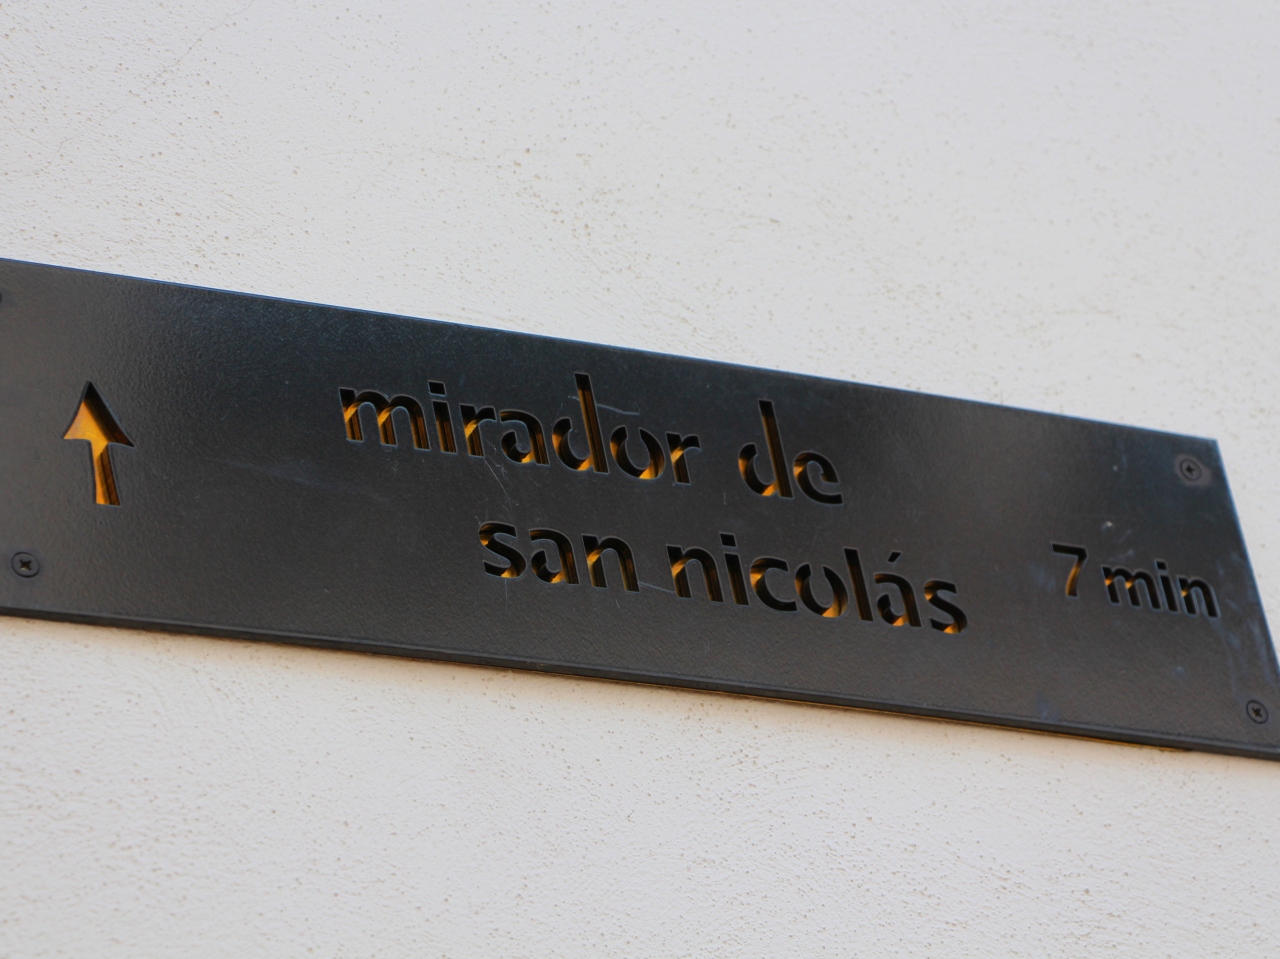 mirador de
san nicolás
7 min